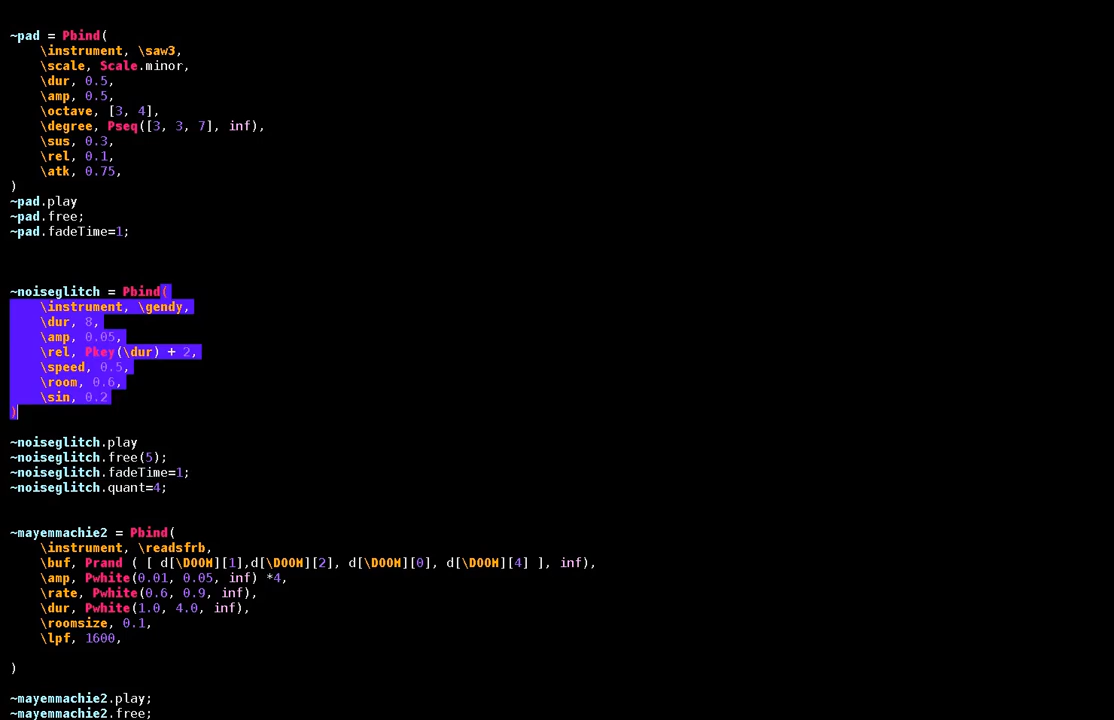 ~pad = Pbind(
    \instrument, \saw3,
    \scale, Scale.minor,
    \dur, 0.5,
    \amp, 0.5,
    \octave, [3, 4],
    \degree, Pseq([3, 3, 7], inf),
    \sus, 0.3,
    \rel, 0.1,
    \atk, 0.75,
)
~pad.play
~pad.free;
~pad.fadeTime=1;
~noiseglitch = Pbind(
    \instrument, \gendy,
    \dur, 8,
    \amp, 0.05,
    \rel, Pkey(\dur) + 2,
    \speed, 0.5,
    \room, 0.6,
    \sin, 0.2
)
~noiseglitch.play
~noiseglitch.free(5);
~noiseglitch.fadeTime=1;
~noiseglitch.quant=4;
~mayemmachie2 = Pbind(
    \instrument, \readsfrb,
    \buf, Prand ( [ d[\DOOM][1],d[\DOOM][2], d[\DOOM][0], d[\DOOM][4] ], inf),
    \amp, Pwhite(0.01, 0.05, inf) *4,
    \rate, Pwhite(0.6, 0.9, inf),
    \dur, Pwhite(1.0, 4.0, inf),
    \roomsize, 0.1,
    \lpf, 1600,
)
~mayemmachie2.play;
~mayemmachie2.free;